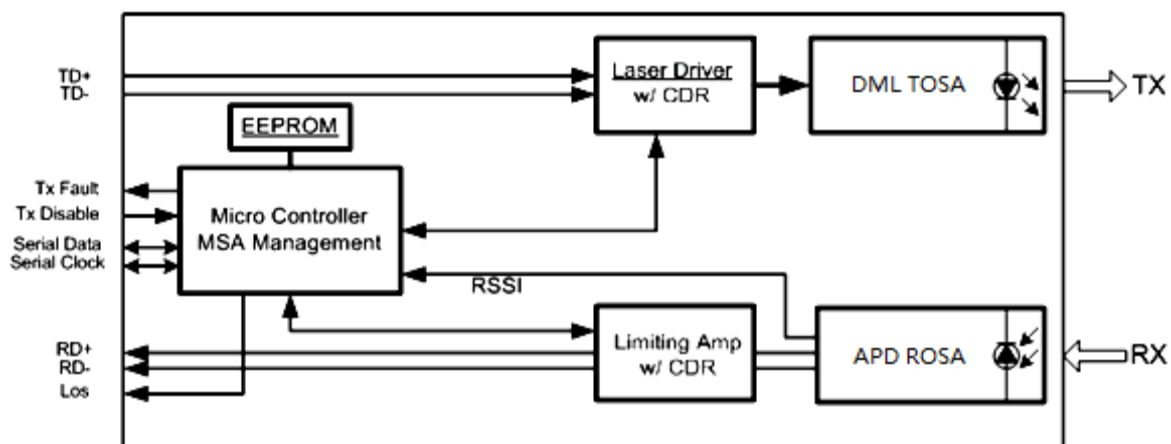 TD+
TD-
Laser Driver
w/ CDR
DML TOSA
TX
EEPROM
Tx Fault
Tx Disable
Serial Data
Serial Clock
Micro Controller
MSA Management
RSSI
RD+
RD-
Los
Limiting Amp
w/ CDR
APD ROSA
RX